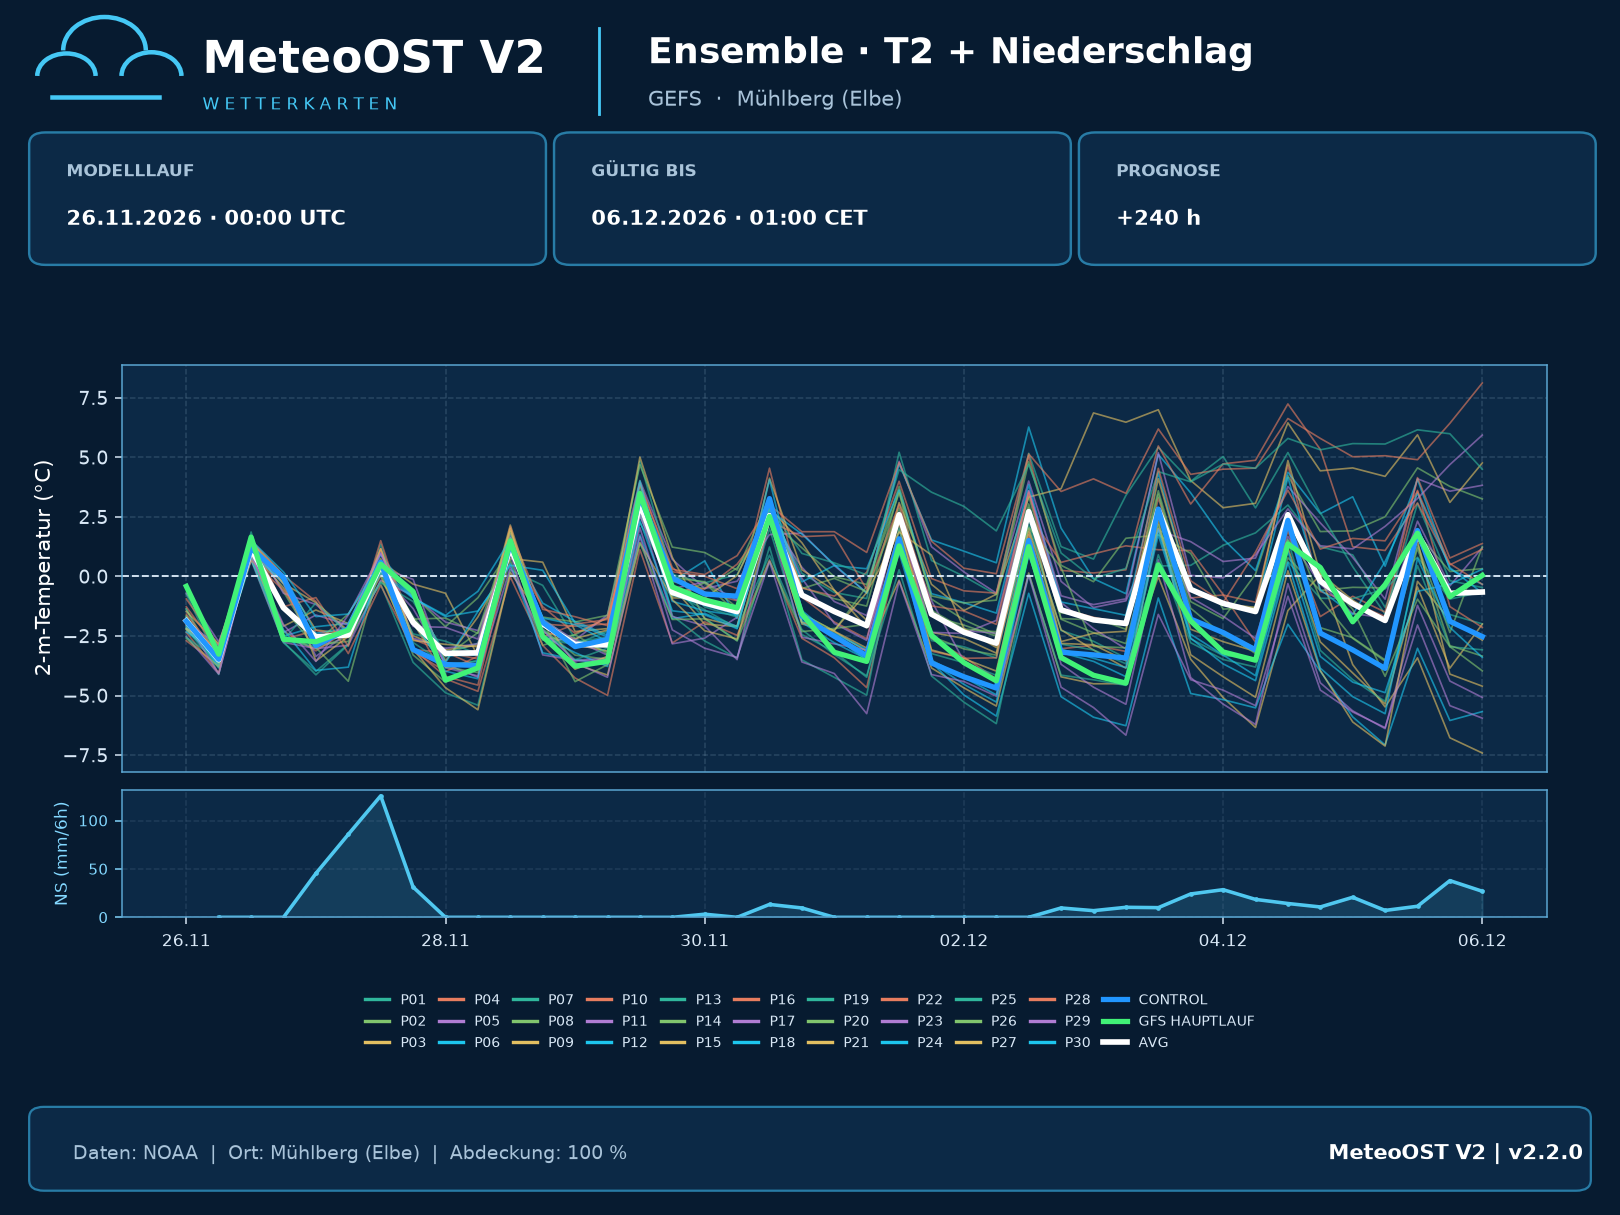 MeteoOST V2
WETTERKARTEN
Ensemble · T2 + Niederschlag
GEFS · Mühlberg (Elbe)
MODELLLAUF
26.11.2026 · 00:00 UTC
GÜLTIG BIS
06.12.2026 · 01:00 CET
PROGNOSE
+240 h
2-m-Temperatur (°C)
7.5
5.0
2.5
0.0
−2.5
−5.0
−7.5
NS (mm/6h)
100
50
0
26.11 28.11 30.11 02.12 04.12 06.12
P01 P04 P07 P10 P13 P16 P19 P22 P25 P28 CONTROL
P02 P05 P08 P11 P14 P17 P20 P23 P26 P29 GFS HAUPTLAUF
P03 P06 P09 P12 P15 P18 P21 P24 P27 P30 AVG
Daten: NOAA | Ort: Mühlberg (Elbe) | Abdeckung: 100 %
MeteoOST V2 | v2.2.0